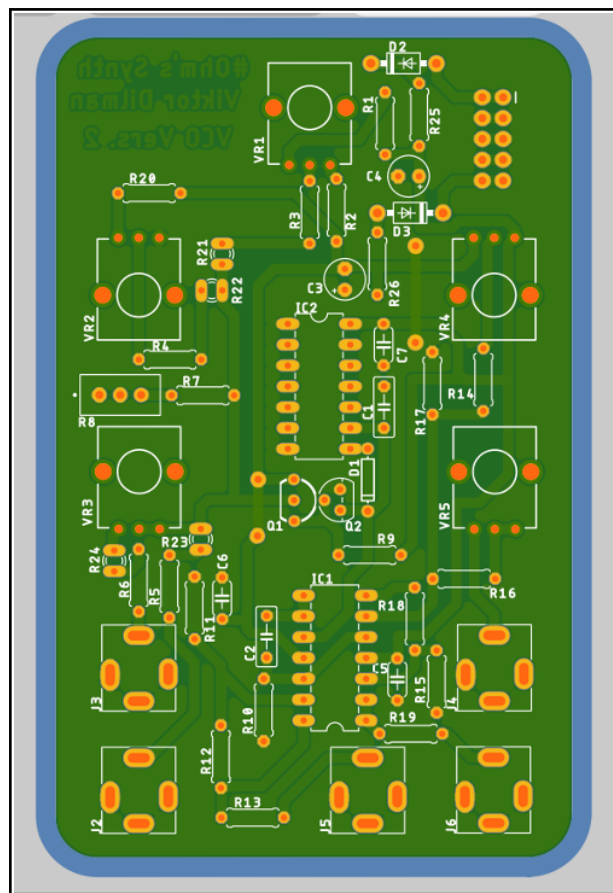 #Ohm's Synth
Viktor Dilman
VCO Vers. 2
D2
VR1
R1
R25
C4
+
R20
R3
R2
D3
R21
R22
C3
+
R26
VR2
IC2
VR4
R4
C7
R7
R8
R17
R14
C1
VR3
D1
VR5
Q1
Q2
R23
R24
R9
R6
R5
C6
R11
IC1
R16
R18
C2
J3
R10
C5
R15
J4
R19
R12
R13
J2
J5
J6